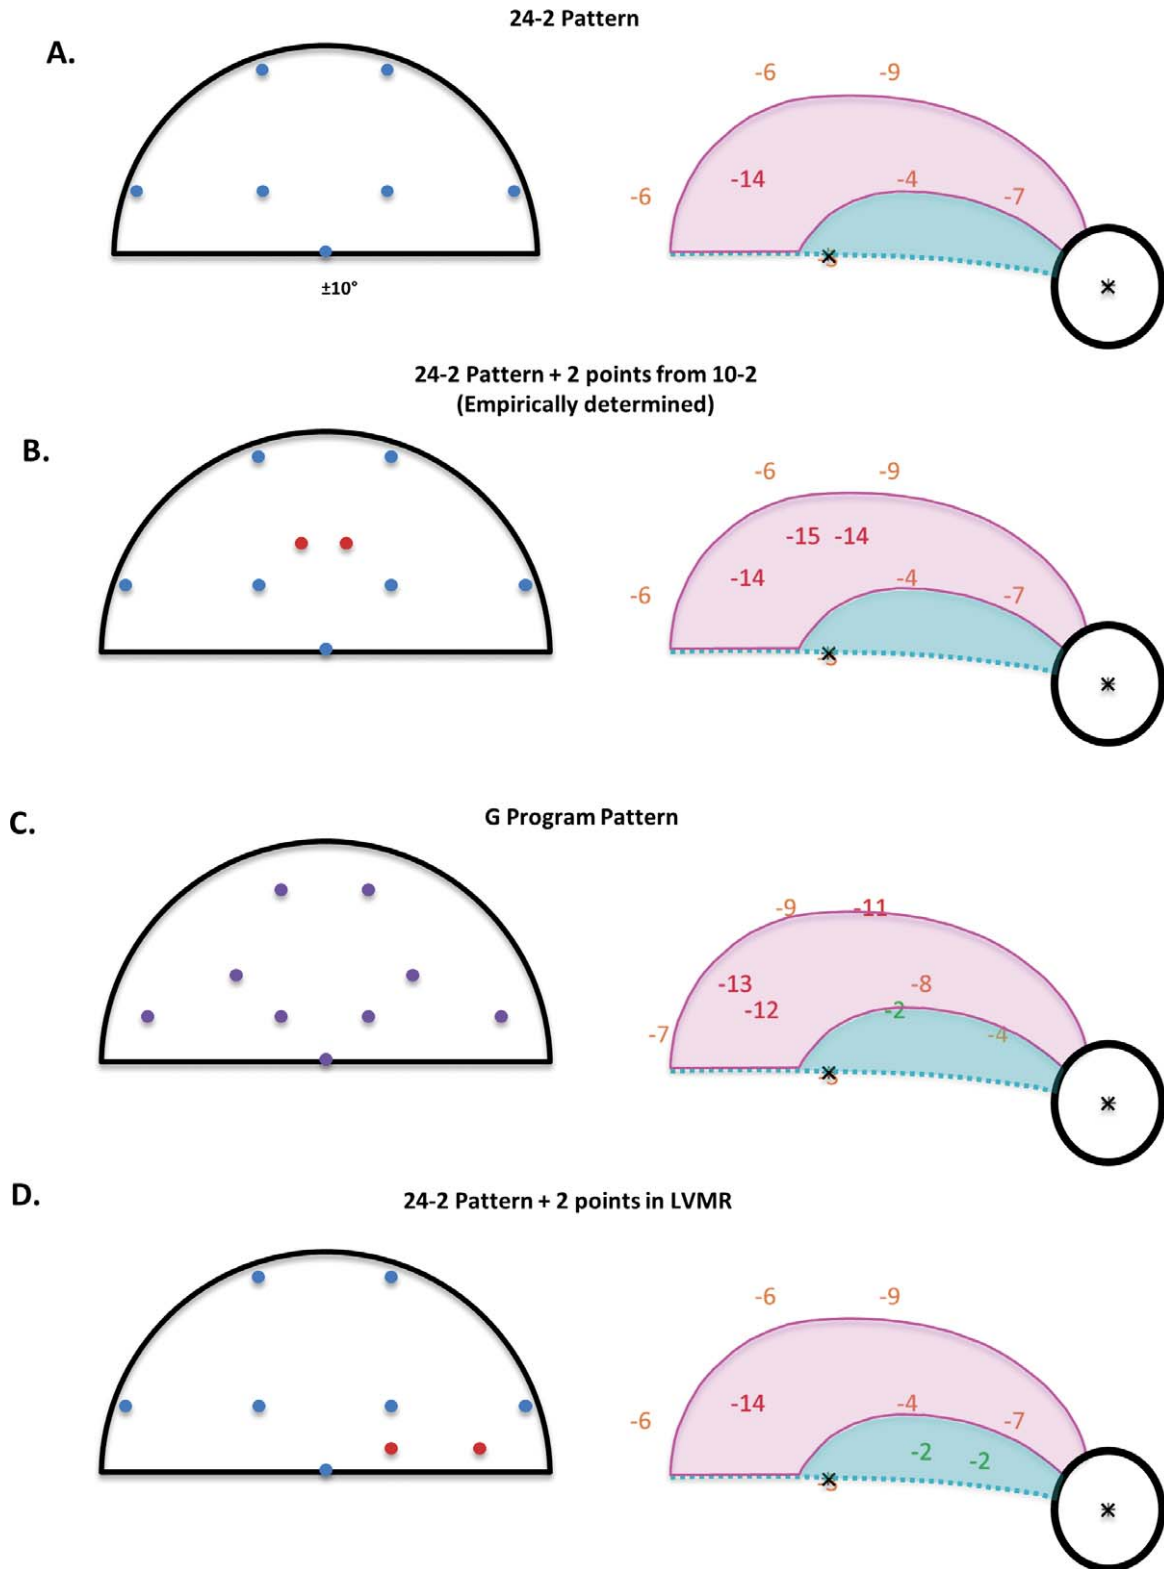 24-2 Pattern
A.
-6 -9
-14 -4
-6 -7
±10°
24-2 Pattern + 2 points from 10-2
(Empirically determined)
B.
-6 -9
-15 -14
-14 -4
-6 -7
G Program Pattern
C.
-9 -11
-13 -8
-12 -2
-7 -4
D.
24-2 Pattern + 2 points in LVMR
-6 -9
-14 -4
-6 -7
-2 -2